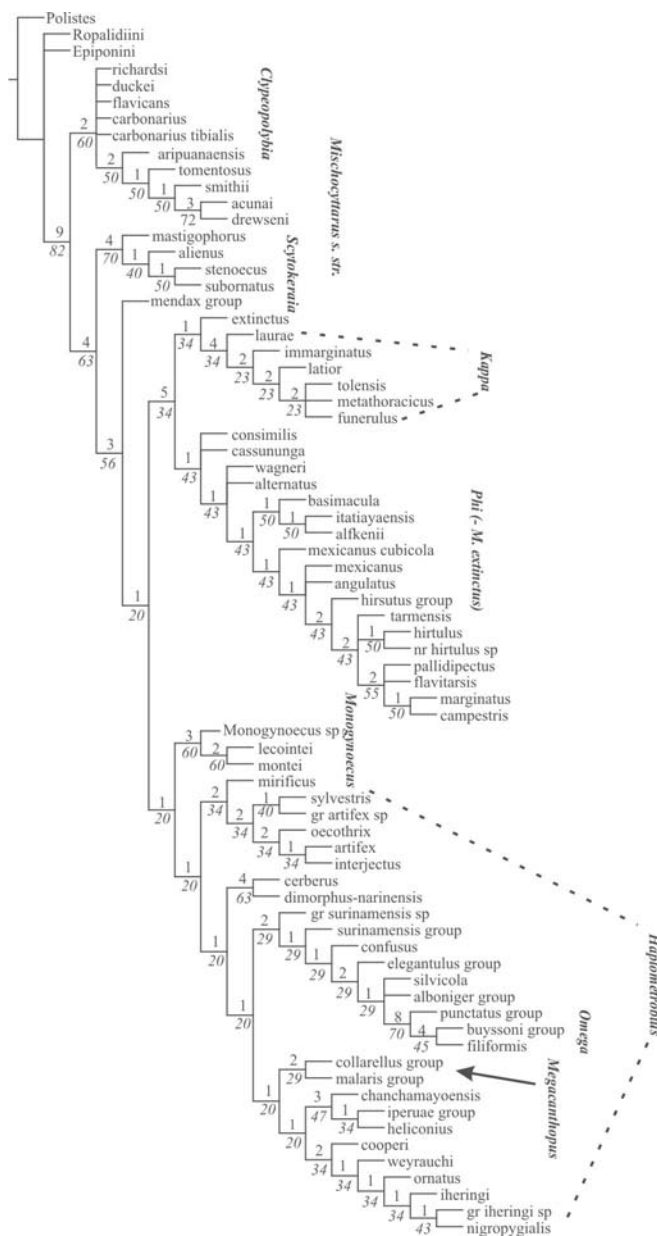 Polistes
Ropalidiini
Epiponini
richardsi
duckei
flavicans
carbonarius
2
carbonarius tibialis
60
Clypeopolybia
2
aripuanaensis
50
1
tomentosus
50
1
smithii
50
acunai
3
72
drewseni
Mischocyttarus s. str.
9
82
4
mastigophorus
70
1
alienus
40
stenoecus
1
50
subornatus
Scytokeraia
mendax group
4
63
extinctus
1
34
laurae
4
34
immarginatus
2
23
latior
2
23
tolensis
2
metathoracicus
23
funerulus
Kappa
5
34
consimilis
1
cassununga
43
wagneri
1
alternatus
43
3
56
basimacula
1
50
itatiayaensis
1
50
alfkenii
1
43
mexicanus cubicola
1
43
mexicanus
1
angulatus
43
Phi (- M. extinctus)
hirsutus group
2
43
tarmensis
1
hirtulus
50
nr hirtulus sp
2
43
pallidipectus
2
flavitarsis
55
marginatus
1
50
campestris
1
20
Monogynoecus sp
3
60
lecointei
2
60
montei
Monogynoecus
mirificus
2
34
sylvestris
1
40
gr artifex sp
2
34
oecothrix
2
34
artifex
1
34
interjectus
1
20
1
20
cerberus
4
63
dimorphus-narinensis
gr surinamensis sp
2
29
surinamensis group
1
29
confusus
1
29
elegantulus group
2
29
silvicola
1
alboniger group
29
punctatus group
8
70
buyssoni group
4
45
filiformis
Omega
Haplometrobius
1
20
1
20
collarellus group
2
29
malaris group
Megacanthopus
1
20
chanchamayoensis
3
47
iperuae group
1
34
heliconius
1
20
cooperi
2
34
weyrauchi
1
34
ornatus
1
34
iheringi
1
34
gr iheringi sp
1
43
nigropygialis